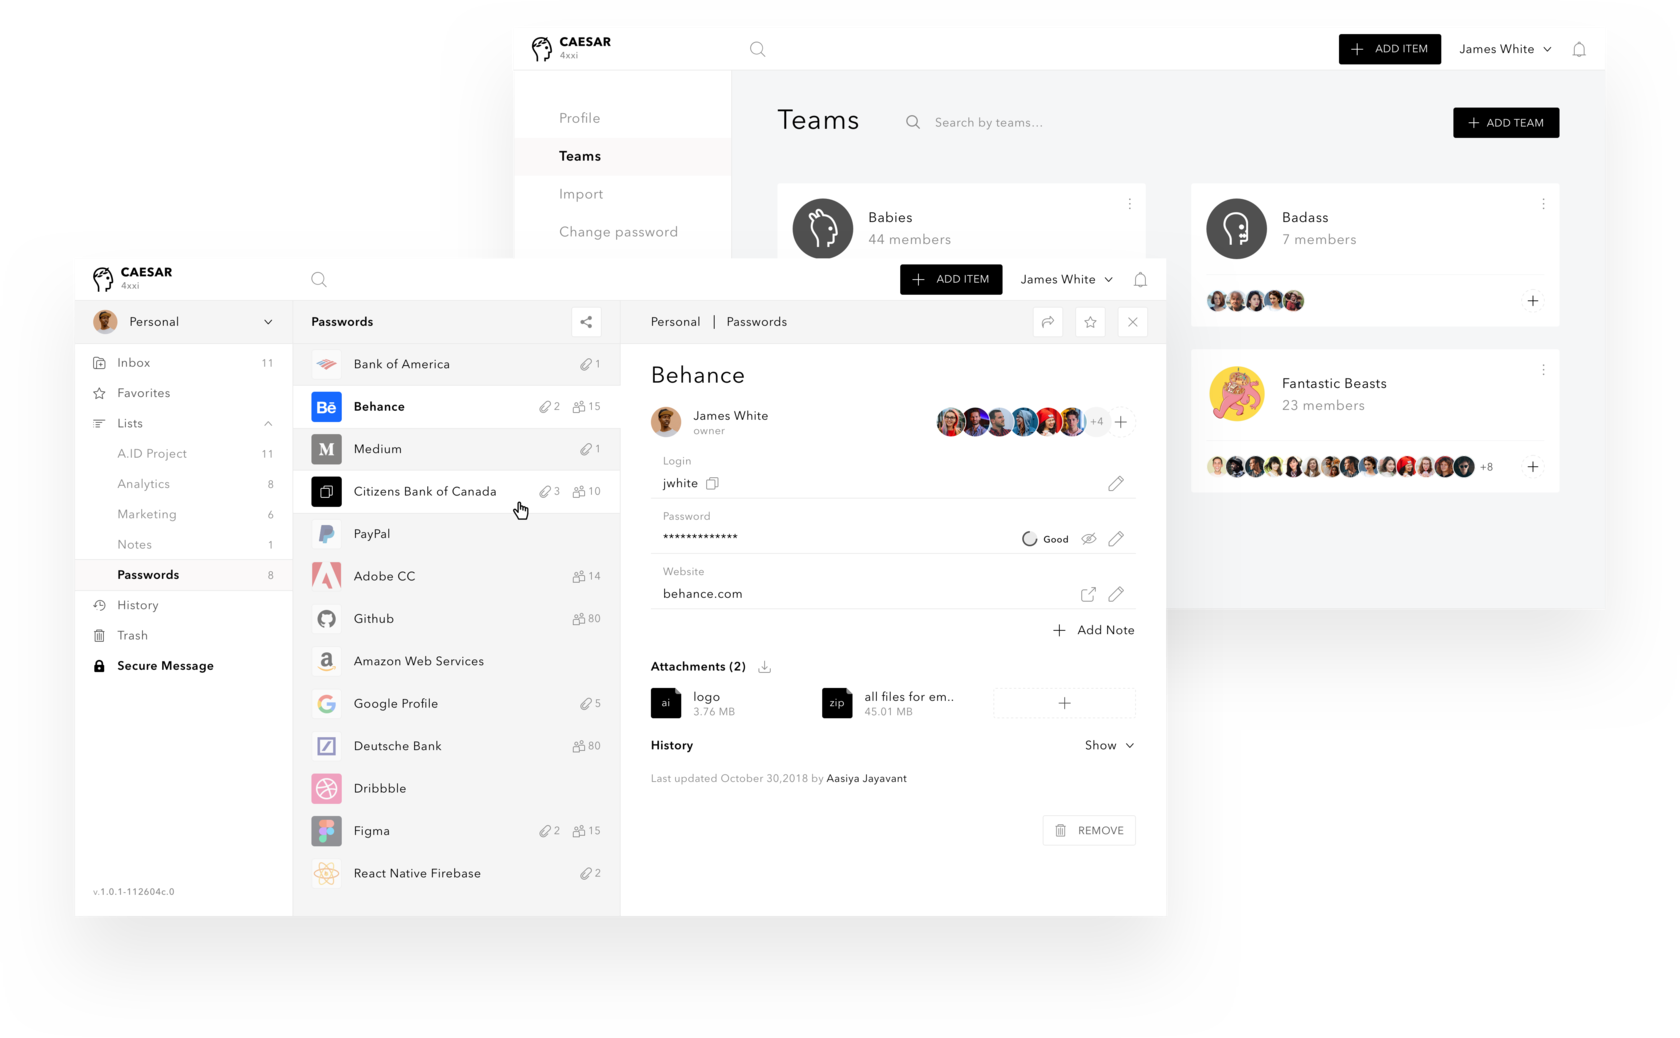 CAESAR
4xxi
ADD ITEM
James White
Profile
Teams
Import
Change password
Teams
Search by teams...
ADD TEAM
Babies
44 members
Badass
7 members
Fantastic Beasts
23 members
+8
CAESAR
4xxi
ADD ITEM
James White
Personal
Inbox 11
Favorites
Lists
A.ID Project 11
Analytics 8
Marketing 6
Notes 1
Passwords 8
History
Trash
Secure Message
v.1.0.1-112604c.0
Passwords
Bank of America 1
Bē Behance 2 15
M Medium 1
Citizens Bank of Canada 3 10
PayPal
Adobe CC 14
Github 80
a Amazon Web Services
G Google Profile 5
Deutsche Bank 80
Dribbble
Figma 2 15
React Native Firebase 2
Personal | Passwords
Behance
James White
owner
+4
Login
jwhite
Password
*************
Good
Website
behance.com
Add Note
Attachments (2)
ai logo
3.76 MB
zip all files for em..
45.01 MB
History
Show
Last updated October 30,2018 by Aasiya Jayavant
REMOVE